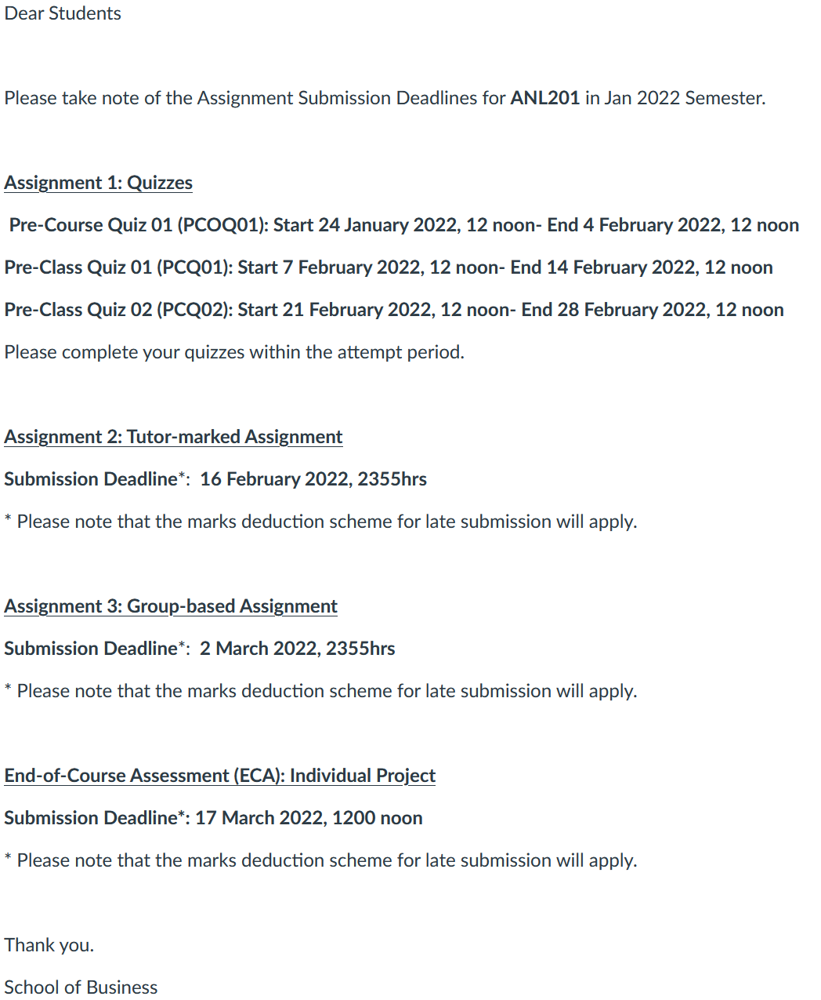 Dear Students
Please take note of the Assignment Submission Deadlines for ANL201 in Jan 2022 Semester.
Assignment 1: Quizzes
Pre-Course Quiz 01 (PCOQ01): Start 24 January 2022, 12 noon- End 4 February 2022, 12 noon
Pre-Class Quiz 01 (PCQ01): Start 7 February 2022, 12 noon- End 14 February 2022, 12 noon
Pre-Class Quiz 02 (PCQ02): Start 21 February 2022, 12 noon- End 28 February 2022, 12 noon
Please complete your quizzes within the attempt period.
Assignment 2: Tutor-marked Assignment
Submission Deadline*:  16 February 2022, 2355hrs
* Please note that the marks deduction scheme for late submission will apply.
Assignment 3: Group-based Assignment
Submission Deadline*:  2 March 2022, 2355hrs
* Please note that the marks deduction scheme for late submission will apply.
End-of-Course Assessment (ECA): Individual Project
Submission Deadline*: 17 March 2022, 1200 noon
* Please note that the marks deduction scheme for late submission will apply.
Thank you.
School of Business